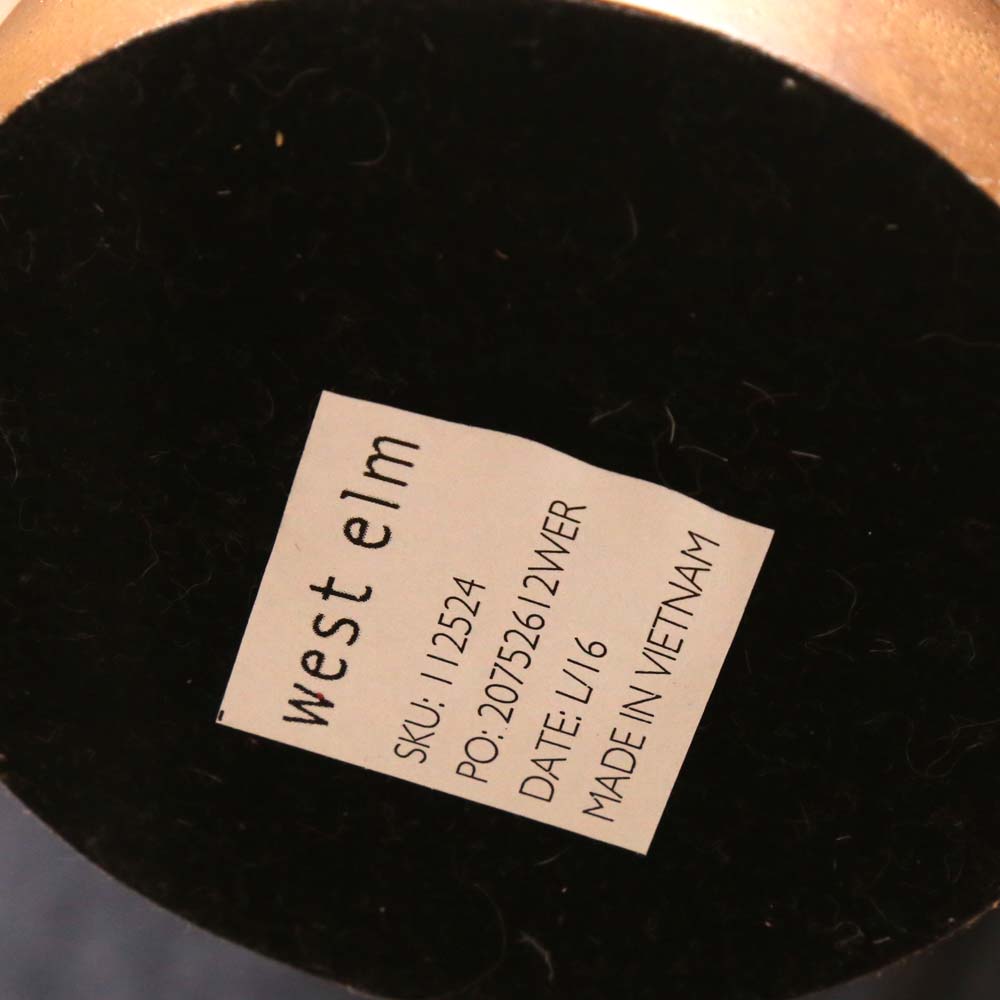 west elm
SKU: 112524
PO: 20752612WER
DATE: L/16
MADE IN VIETNAM